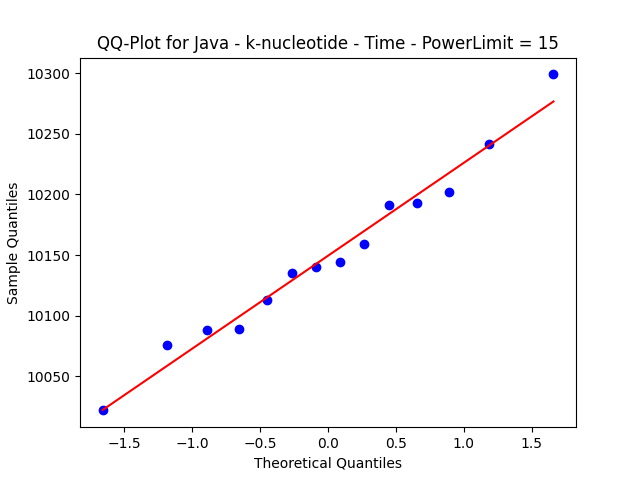 QQ-Plot for Java - k-nucleotide - Time - PowerLimit = 15
10300
10250
10200
10150
10100
10050
Sample Quantiles
−1.5 −1.0 −0.5 0.0 0.5 1.0 1.5
Theoretical Quantiles